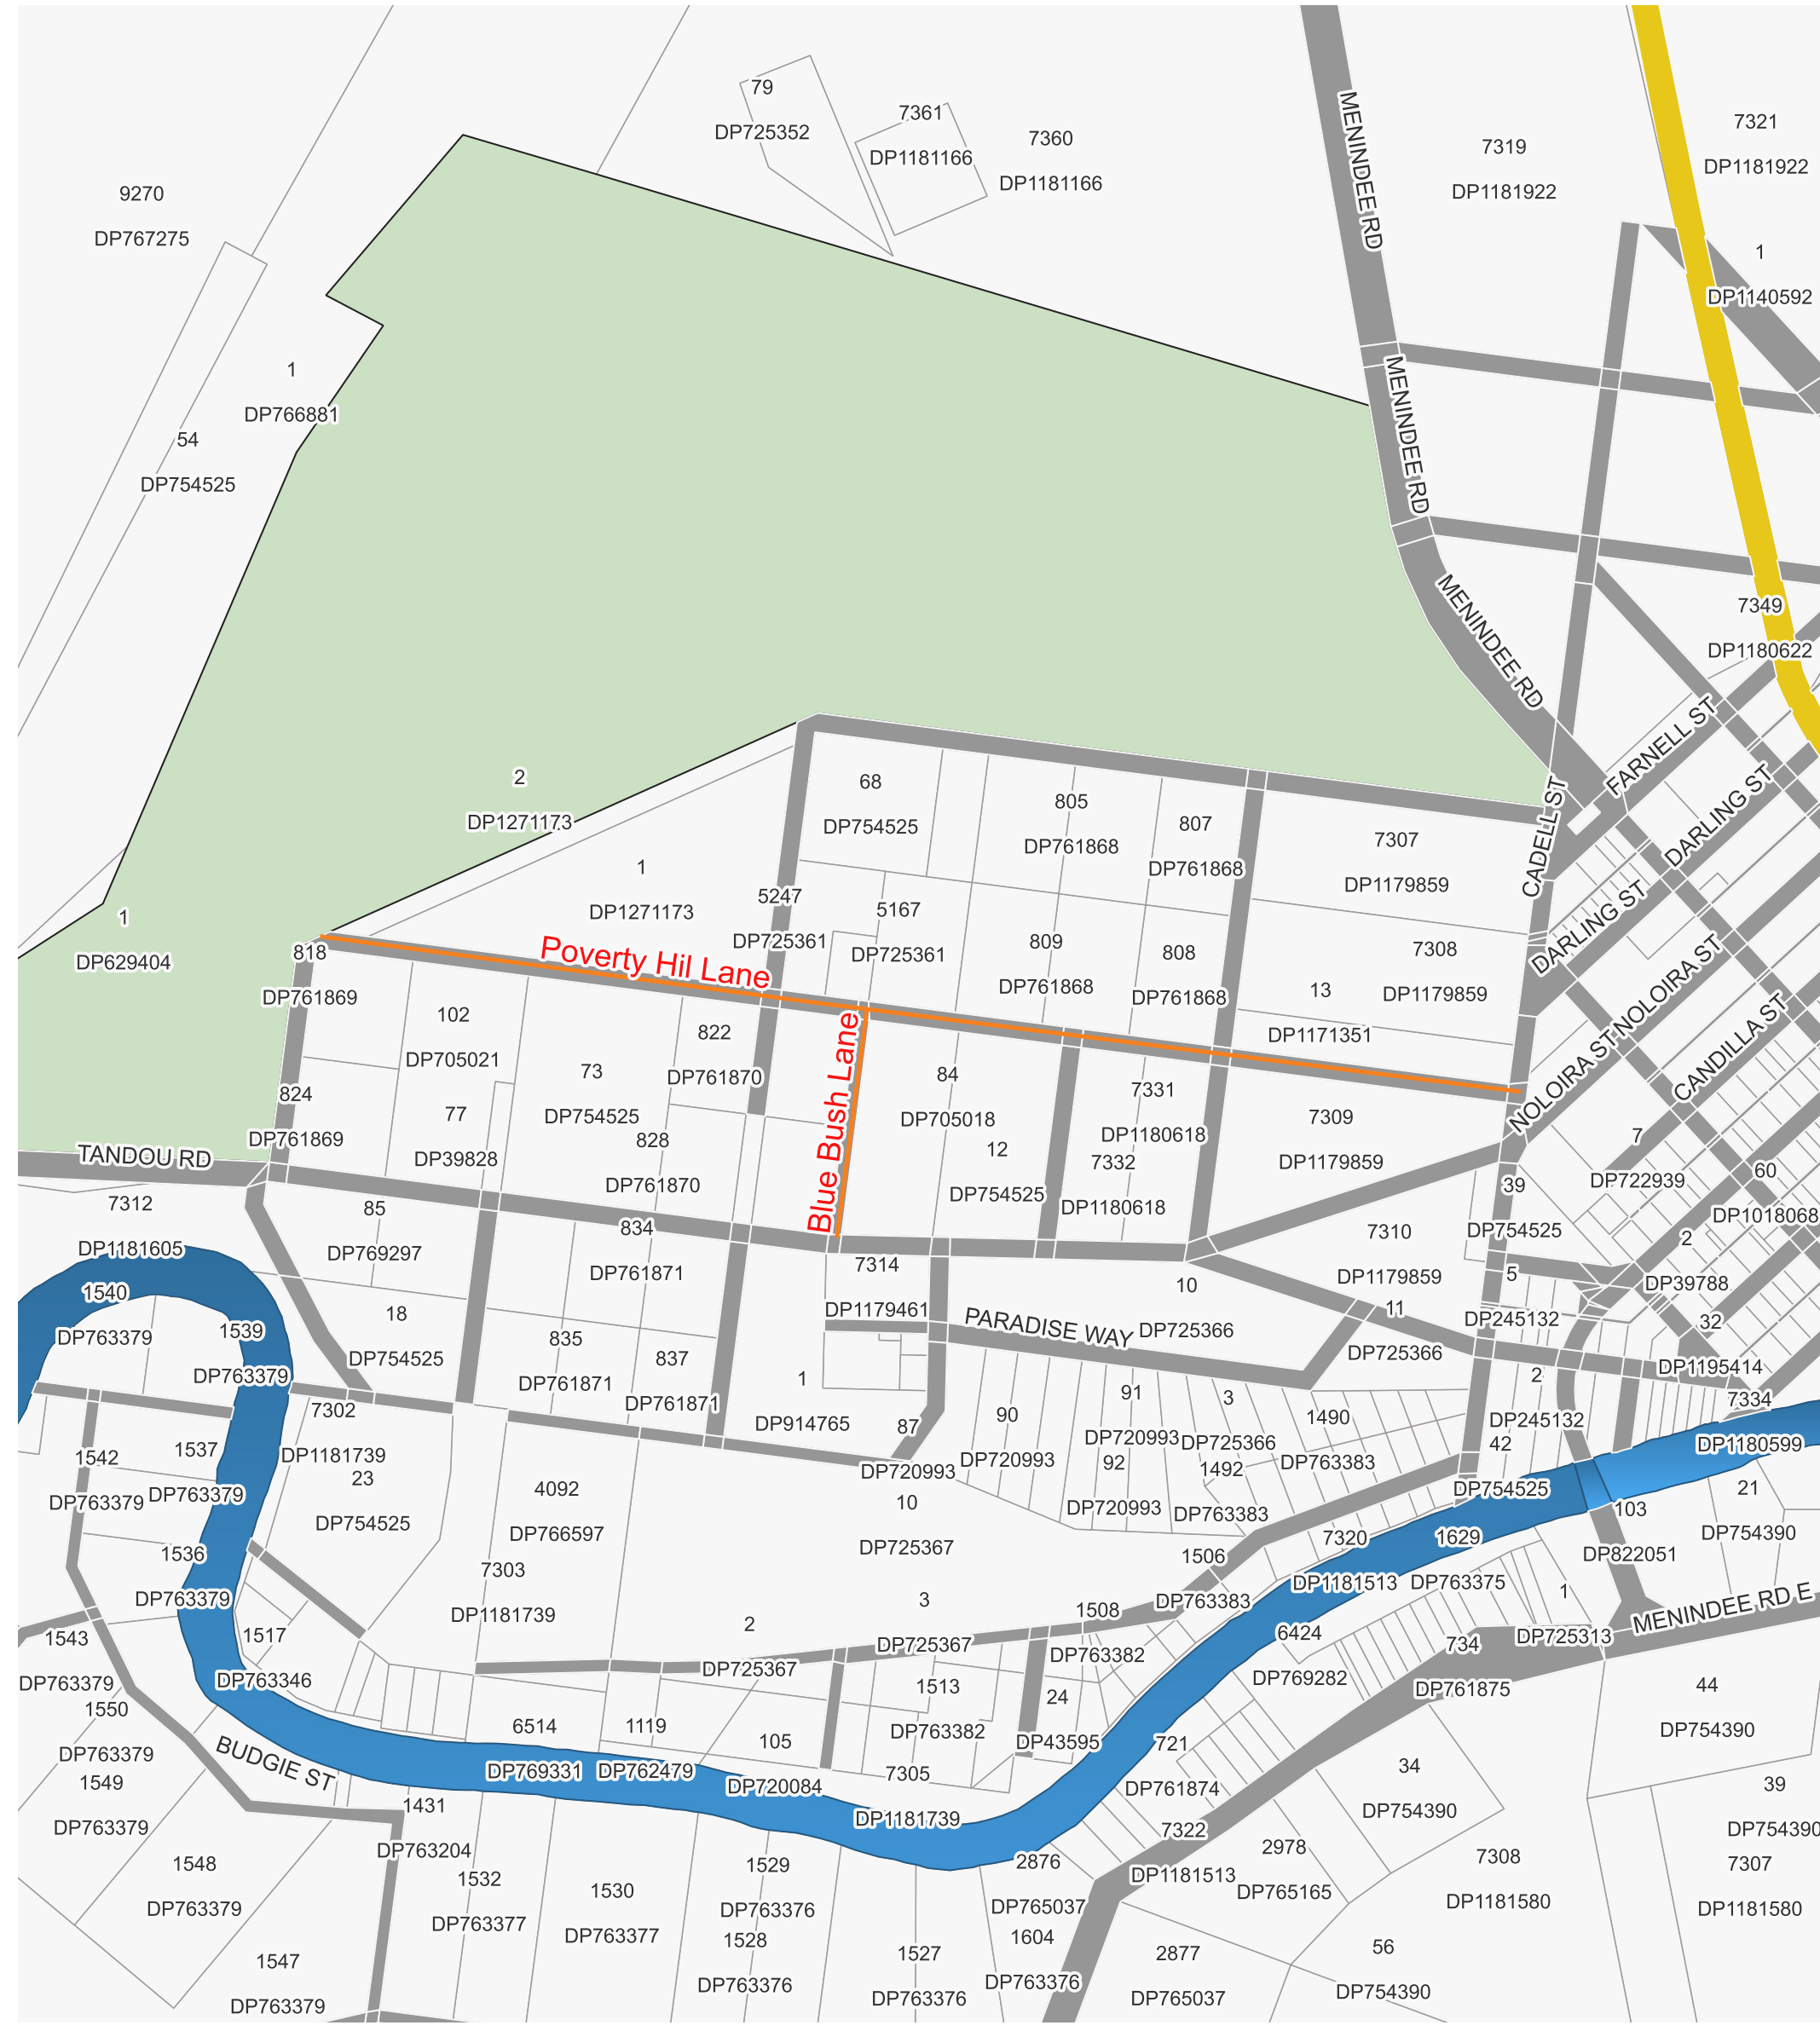 79
DP725352
7361
DP1181166
7360
DP1181166
MENINDEE RD
7319
DP1181922
7321
DP1181922
9270
DP767275
1
DP1140592
1
DP766881
54
DP754525
MENINDEE RD
MENINDEE RD
7349
DP1180622
FARNELL ST
DARLING ST
CADELL ST
2
DP1271173
68
DP754525
805
DP761868
807
DP761868
7307
DP1179859
1
DP1271173
5247
DP725361
5167
DP725361
809
DP761868
808
DP761868
7308
DP1179859
13
DP1171351
DARLING ST
NOLOIRA ST
NOLOIRA ST
CANDILLA ST
1
DP629404
818
DP761869
Poverty Hil Lane
Blue Bush Lane
102
DP705021
822
DP761870
73
DP754525
77
DP39828
824
DP761869
828
DP761870
84
DP705018
12
DP754525
7331
DP1180618
7332
DP1180618
7309
DP1179859
7
DP722939
60
DP1018068
39
DP754525
2
DP39788
TANDOU RD
7312
DP1181605
85
DP769297
834
DP761871
7314
DP1179461
10
DP725366
7310
DP1179859
5
DP245132
11
DP725366
32
DP1195414
1540
DP763379
1539
DP763379
18
DP754525
835
DP761871
837
DP761871
PARADISE WAY
1
DP914765
87
DP720993
90
DP720993
91
DP720993
92
DP720993
3
DP725366
1492
DP763383
1490
DP763383
2
DP245132
42
DP754525
7334
DP1180599
7302
DP1181739
23
DP754525
1542
DP763379
1537
DP763379
1536
DP763379
4092
DP766597
10
DP725367
7303
DP1181739
3
DP725367
2
DP725367
1506
DP763383
1508
DP763382
7320
DP1181513
1629
DP763375
103
DP822051
21
DP754390
1
DP725313
MENINDEE RD E
1543
DP763379
1517
DP763346
6424
DP769282
734
DP761875
44
DP754390
1550
DP763379
1549
DP763379
BUDGIE ST
6514
DP769331
1119
DP762479
105
DP720084
1513
DP763382
24
DP43595
7305
DP1181739
721
DP761874
34
DP754390
39
DP754390
1431
DP763204
1548
DP763379
1532
DP763377
1530
DP763377
1529
DP763376
1528
DP763376
1527
DP763376
2876
DP765037
1604
DP763376
7322
DP1181513
2978
DP765165
7308
DP1181580
7307
DP1181580
1547
DP763379
2877
DP765037
56
DP754390